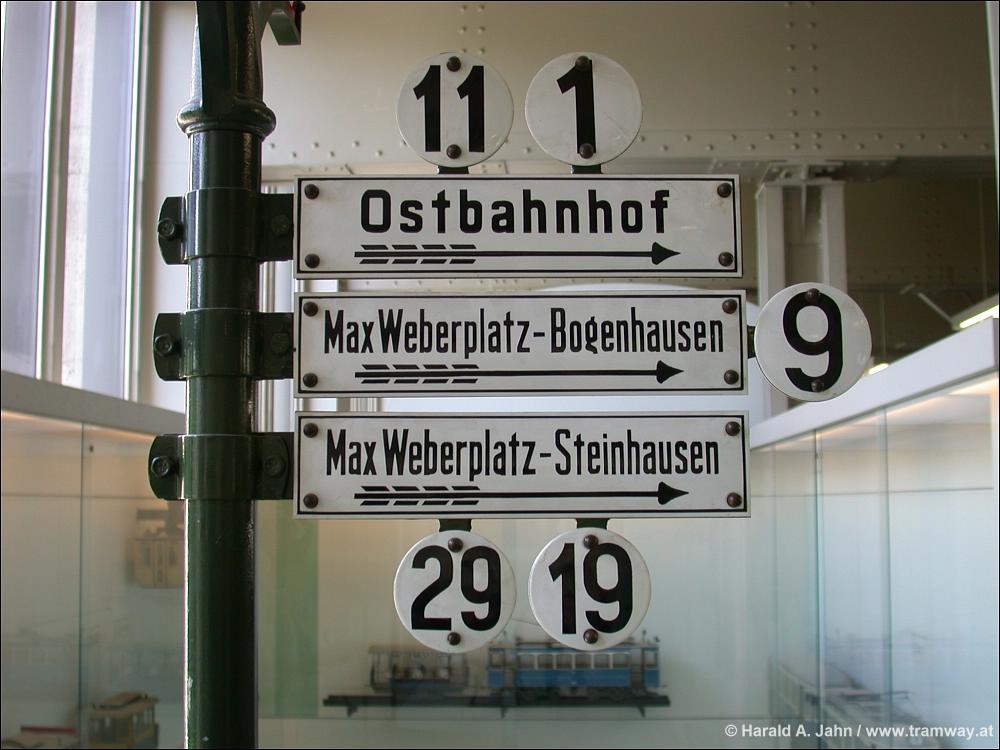 11 1
Ostbahnhof
Max Weberplatz-Bogenhausen
9
Max Weberplatz-Steinhausen
29 19
© Harald A. Jahn / www.tramway.at